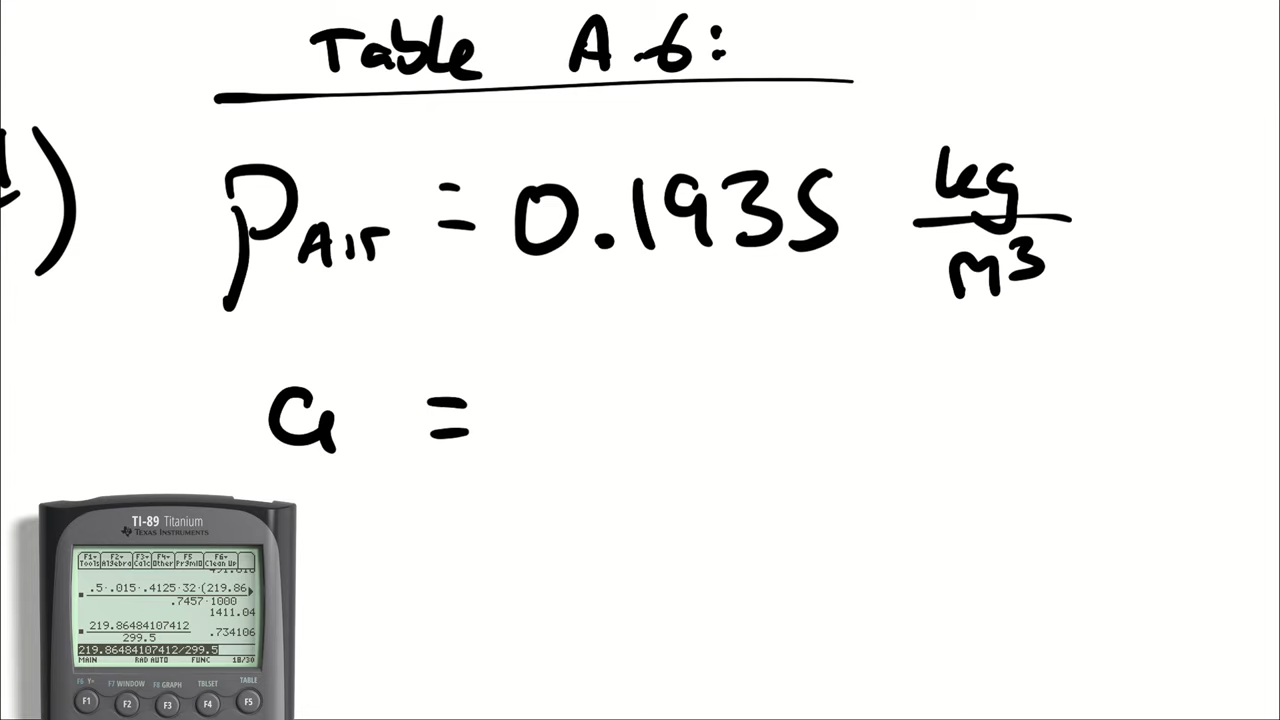 Table A.6:
)
ρAir = 0.1935 kg/m³
a =
TI-89 Titanium
TEXAS INSTRUMENTS
F1 Tools F2 Algebra F3 Calc F4 Other F5 PrgmIO F6 Clean Up
.5·.015·.4125·32·(219.86
.7457·1000
1411.04
219.86484107412
299.5
.734106
219.86484107412/299.5
MAIN RAD AUTO FUNC 18/30
F6 Y= F7 WINDOW F8 GRAPH TBLSET TABLE
F1 F2 F3 F4 F5